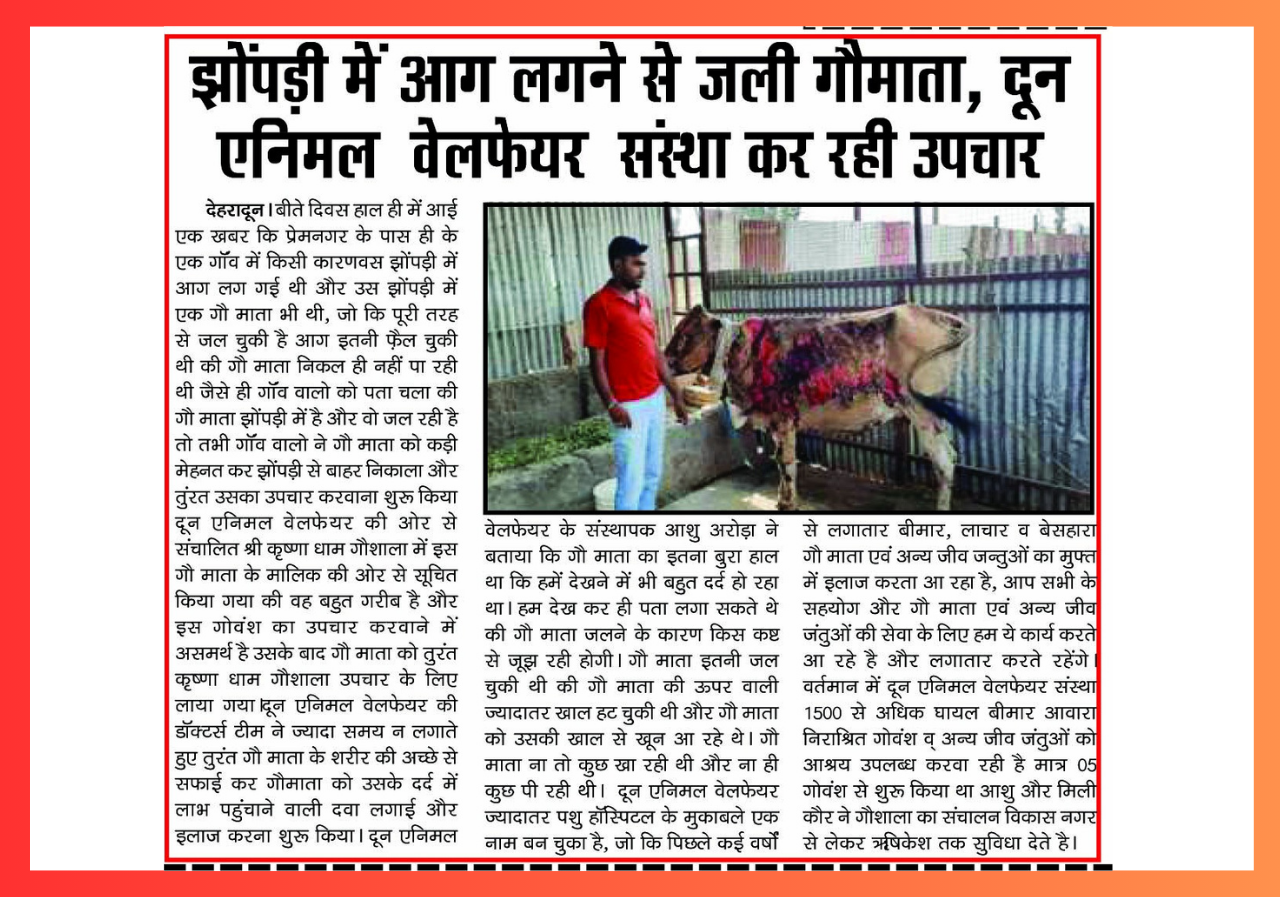 झोंपड़ी में आग लगने से जली गौमाता, दून
एनिमल वेलफेयर संस्था कर रही उपचार
देहरादून। बीते दिवस हाल ही में आई
एक खबर कि प्रेमनगर के पास ही के
एक गॉंव में किसी कारणवस झोंपड़ी में
आग लग गई थी और उस झोंपड़ी में
एक गौ माता भी थी, जो कि पूरी तरह
से जल चुकी है आग इतनी फ़ैल चुकी
थी की गौ माता निकल ही नहीं पा रही
थी जैसे ही गॉंव वालो को पता चला की
गौ माता झोंपड़ी में है और वो जल रही है
तो तभी गॉंव वालो ने गौ माता को कड़ी
मेहनत कर झोंपड़ी से बाहर निकाला और
तुंरत उसका उपचार करवाना शुरू किया
दून एनिमल वेलफेयर की ओर से
संचालित श्री कृष्णा धाम गौशाला में इस
गौ माता के मालिक की ओर से सूचित
किया गया की वह बहुत गरीब है और
इस गोवंश का उपचार करवाने में
असमर्थ है उसके बाद गौ माता को तुरंत
कृष्णा धाम गौशाला उपचार के लिए
लाया गया।दून एनिमल वेलफेयर की
डॉक्टर्स टीम ने ज्यादा समय न लगाते
हुए तुरंत गौ माता के शरीर की अच्छे से
सफाई कर गौमाता को उसके दर्द में
लाभ पहुंचाने वाली दवा लगाई और
इलाज करना शुरू किया। दून एनिमल
वेलफेयर के संस्थापक आशु अरोड़ा ने
बताया कि गौ माता का इतना बुरा हाल
था कि हमें देखने में भी बहुत दर्द हो रहा
था। हम देख कर ही पता लगा सकते थे
की गौ माता जलने के कारण किस कष्ट
से जूझ रही होगी। गौ माता इतनी जल
चुकी थी की गौ माता की ऊपर वाली
ज्यादातर खाल हट चुकी थी और गौ माता
को उसकी खाल से खून आ रहे थे। गौ
माता ना तो कुछ खा रही थी और ना ही
कुछ पी रही थी। दून एनिमल वेलफेयर
ज्यादातर पशु हॉस्पिटल के मुकाबले एक
नाम बन चुका है, जो कि पिछले कई वर्षों
से लगातार बीमार, लाचार व बेसहारा
गौ माता एवं अन्य जीव जन्तुओं का मुफ्त
में इलाज करता आ रहा है, आप सभी के
सहयोग और गौ माता एवं अन्य जीव
जंतुओं की सेवा के लिए हम ये कार्य करते
आ रहे है और लगातार करते रहेंगे।
वर्तमान में दून एनिमल वेलफेयर संस्था
1500 से अधिक घायल बीमार आवारा
निराश्रित गोवंश व् अन्य जीव जंतुओं को
आश्रय उपलब्ध करवा रही है मात्र 05
गोवंश से शुरू किया था आशु और मिली
कौर ने गौशाला का संचालन विकास नगर
से लेकर ऋषिकेश तक सुविधा देते है।